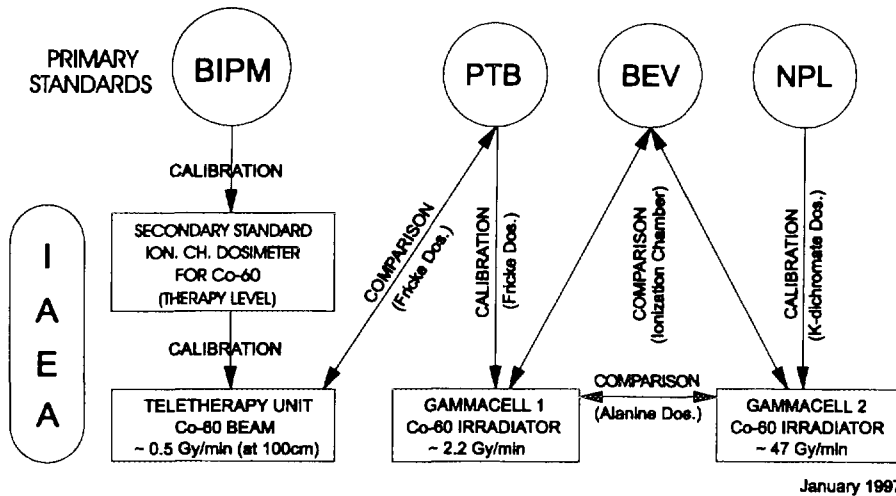 PRIMARY
STANDARDS
BIPM
PTB
BEV
NPL
CALIBRATION
SECONDARY STANDARD
ION. CH. DOSIMETER
FOR Co-60
(THERAPY LEVEL)
CALIBRATION
I
A
E
A
TELETHERAPY UNIT
Co-60 BEAM
~ 0.5 Gy/min (at 100cm)
COMPARISON
(Fricke Dos.)
CALIBRATION
(Fricke Dos.)
COMPARISON
(Ionization Chamber)
CALIBRATION
(K-dichromate Dos.)
GAMMACELL 1
Co-60 IRRADIATOR
~ 2.2 Gy/min
COMPARISON
(Alanine Dos.)
GAMMACELL 2
Co-60 IRRADIATOR
~ 47 Gy/min
January 1997